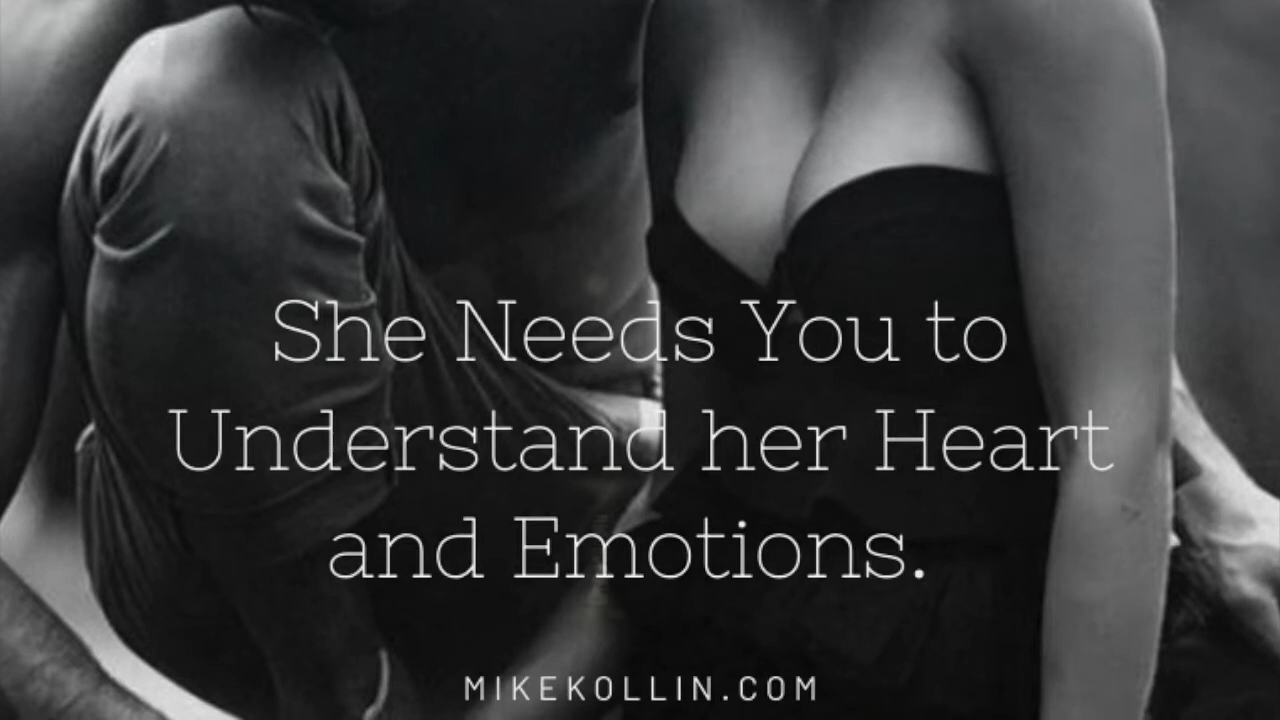 She Needs You to
Understand her Heart
and Emotions.
MIKEKOLLIN.COM